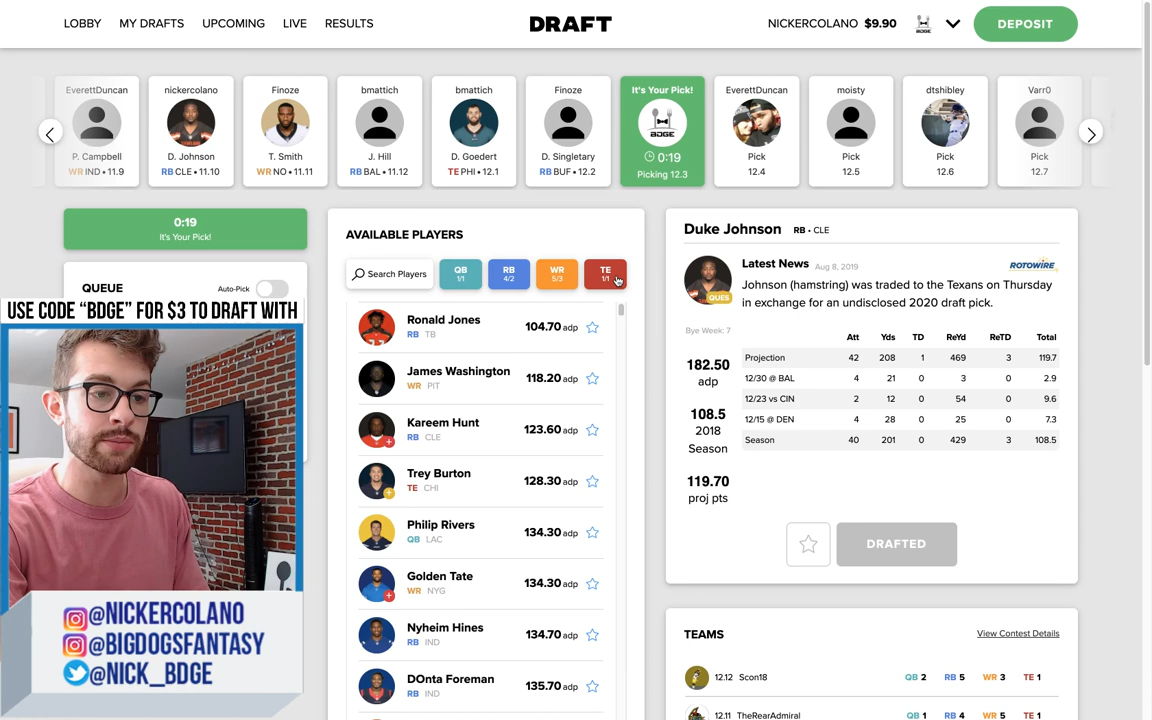 LOBBY MY DRAFTS UPCOMING LIVE RESULTS DRAFT NICKERCOLANO $9.90 BDGE DEPOSIT
EverettDuncan nickercolano Finoze bmattich bmattich Finoze It's Your Pick! EverettDuncan moisty dtshibley Varr0
BDGE
P. Campbell D. Johnson T. Smith J. Hill D. Goedert D. Singletary 0:19 Pick Pick Pick Pick
WR IND • 11.9 RB CLE • 11.10 WR NO • 11.11 RB BAL • 11.12 TE PHI • 12.1 RB BUF • 12.2 Picking 12.3 12.4 12.5 12.6 12.7
0:19
It's Your Pick!
QUEUE Auto-Pick
USE CODE "BDGE" FOR $3 TO DRAFT WITH
@NICKERCOLANO
@BIGDOGSFANTASY
@NICK_BDGE
AVAILABLE PLAYERS
Search Players QB RB WR TE
1/1 4/2 5/3 1/1
Ronald Jones
RB TB
104.70 adp
James Washington
WR PIT
118.20 adp
Kareem Hunt
RB CLE
123.60 adp
Trey Burton
TE CHI
128.30 adp
Philip Rivers
QB LAC
134.30 adp
Golden Tate
WR NYG
134.30 adp
Nyheim Hines
RB IND
134.70 adp
DOnta Foreman
RB IND
135.70 adp
Duke Johnson RB • CLE
QUES
Latest News Aug 8, 2019 ROTOWIRE
Johnson (hamstring) was traded to the Texans on Thursday
in exchange for an undisclosed 2020 draft pick.
Bye Week: 7
182.50
adp
108.5
2018
Season
119.70
proj pts
Att Yds TD ReYd ReTD Total
Projection 42 208 1 469 3 119.7
12/30 @ BAL 4 21 0 3 0 2.9
12/23 vs CIN 2 12 0 54 0 9.6
12/15 @ DEN 4 28 0 25 0 7.3
Season 40 201 0 429 3 108.5
DRAFTED
TEAMS View Contest Details
12.12 Scon18 QB 2 RB 5 WR 3 TE 1
12.11 TheRearAdmiral QB 1 RB 4 WR 5 TE 1